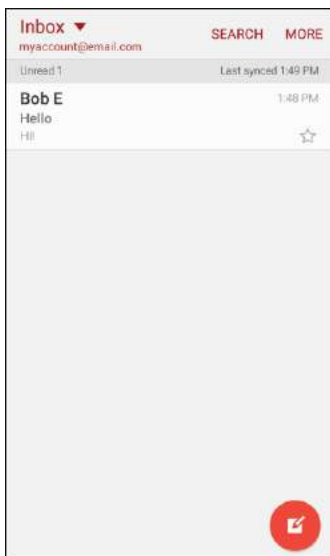 Inbox
SEARCH MORE
myaccount@email.com
Unread 1 Last synced 1:49 PM
Bob E 1:48 PM
Hello
Hi!